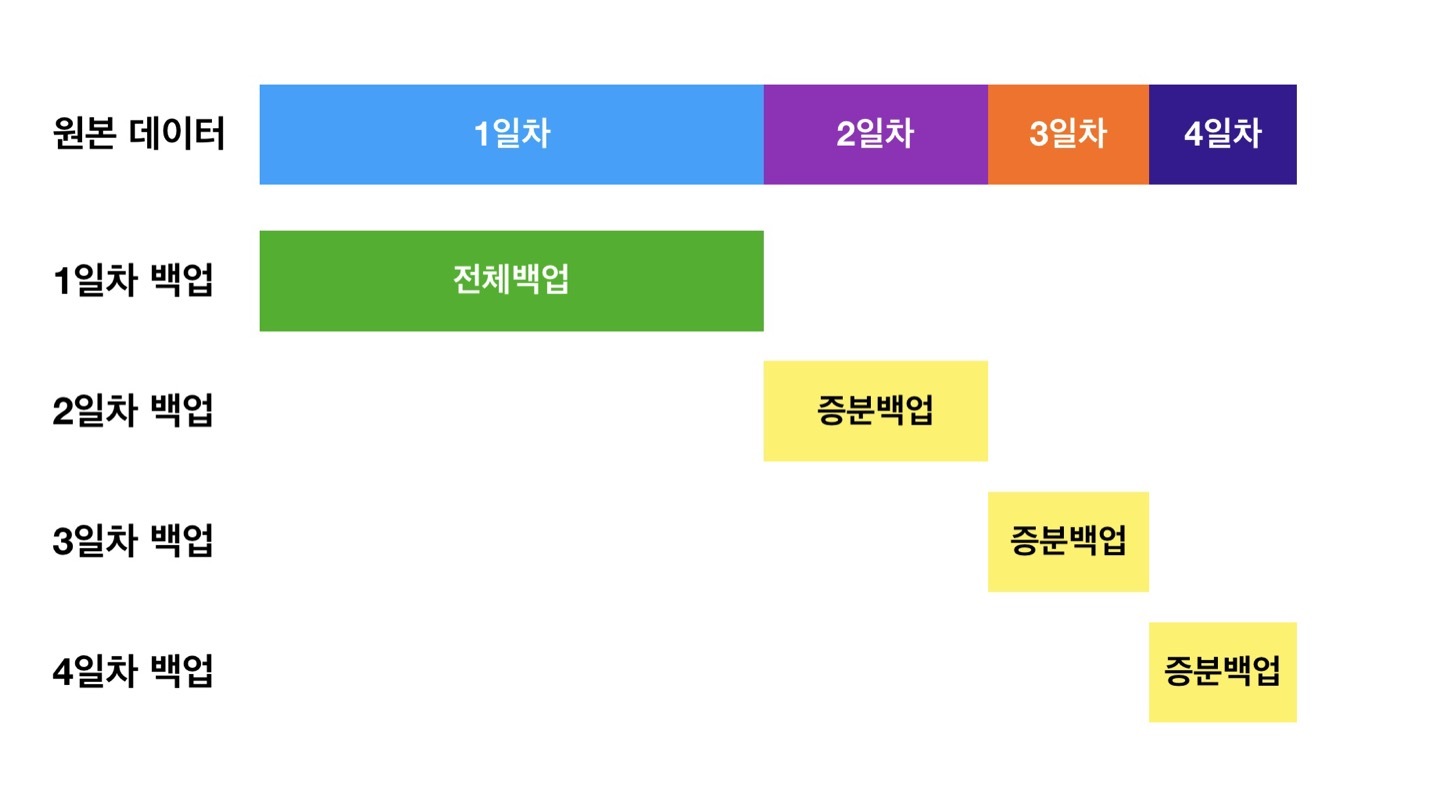 원본 데이터 1일차 2일차 3일차 4일차
1일차 백업 전체백업
2일차 백업 증분백업
3일차 백업 증분백업
4일차 백업 증분백업